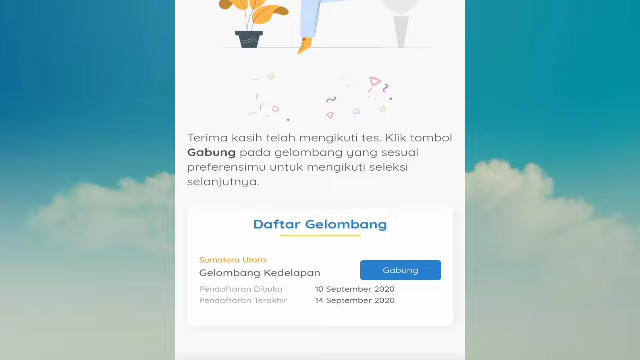 Terima kasih telah mengikuti tes. Klik tombol
Gabung pada gelombang yang sesuai
preferensimu untuk mengikuti seleksi
selanjutnya.
Daftar Gelombang
Sumatera Utara
Gelombang Kedelapan
Gabung
Pendaftaran Dibuka 10 September 2020
Pendaftaran Terakhir 14 September 2020